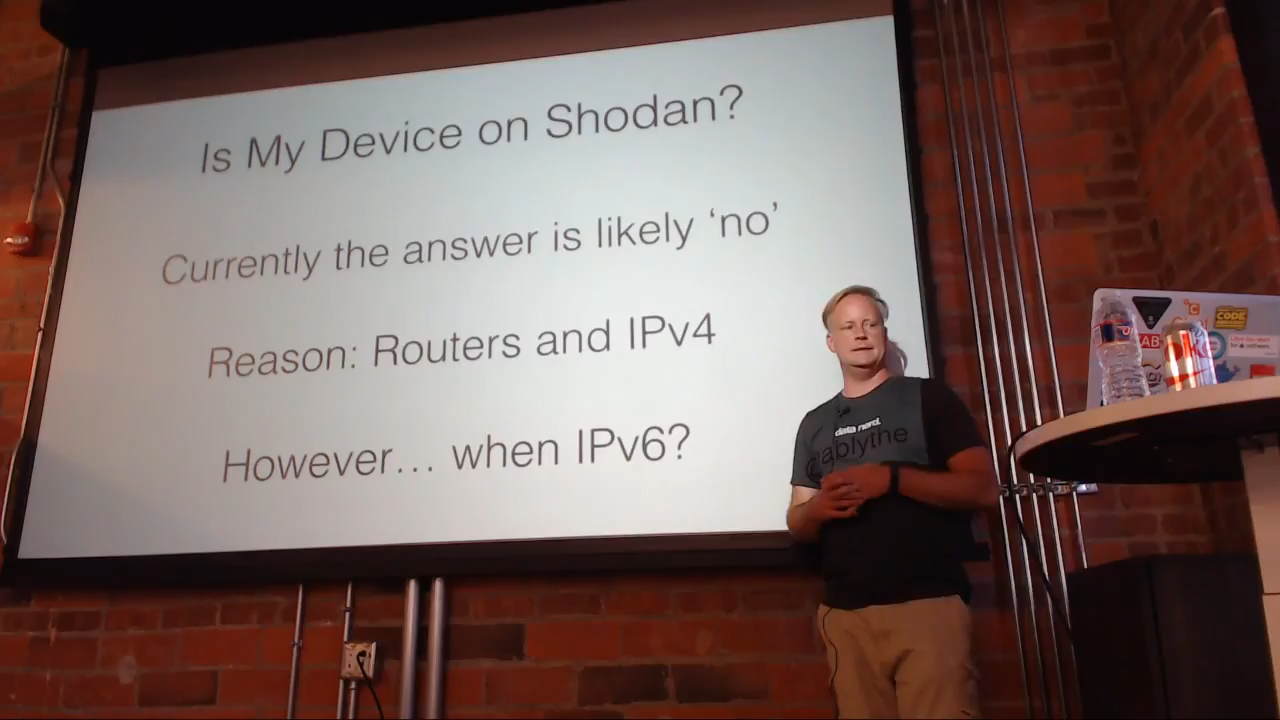 Is My Device on Shodan?
Currently the answer is likely ‘no’
Reason: Routers and IPv4
However… when IPv6?
data nerd.
@ablythe
CODE
LAB